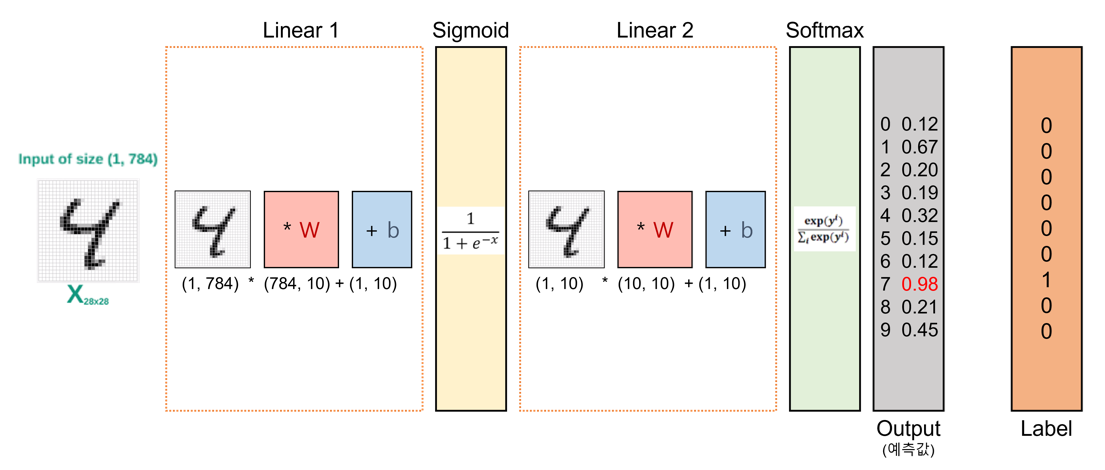 Linear 1
Sigmoid
Linear 2
Softmax
Input of size (1, 784)
X28x28
* W
+ b
(1, 784) * (784, 10) + (1, 10)
1
1 + e^-x
* W
+ b
(1, 10) * (10, 10) + (1, 10)
exp(y^i)
∑i exp(y^i)
0 0.12
1 0.67
2 0.20
3 0.19
4 0.32
5 0.15
6 0.12
7 0.98
8 0.21
9 0.45
Output
(예측값)
0
0
0
0
0
0
0
1
0
0
Label